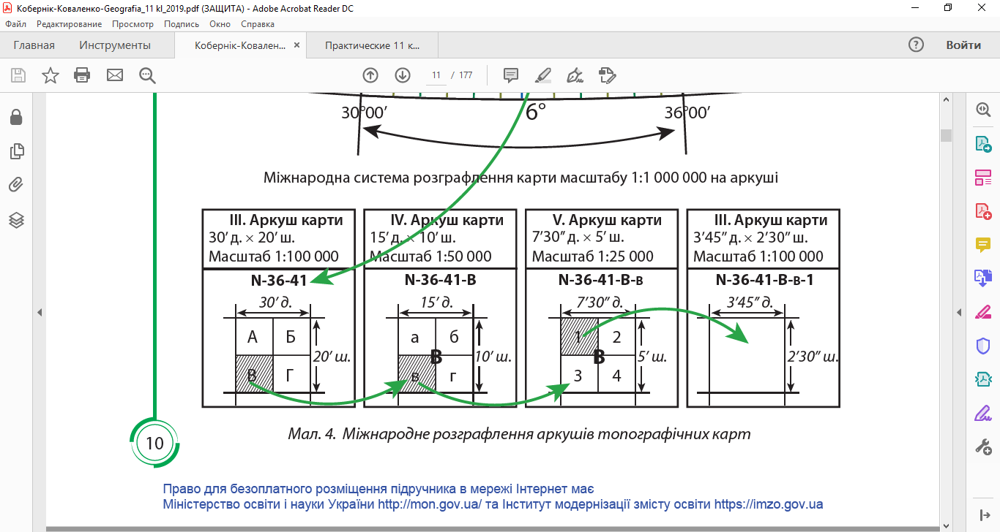 Кобернік-Коваленко-Geografia_11 kl_2019.pdf (ЗАЩИТА) - Adobe Acrobat Reader DC
Файл Редактирование Просмотр Подпись Окно Справка
Главная Инструменты Кобернік-Ковален... × Практические 11 к... Войти
11 / 177
30°00′ 6° 36°00′
Міжнародна система розграфлення карти масштабу 1:1 000 000 на аркуші
III. Аркуш карти
30′ д. × 20′ ш.
Масштаб 1:100 000
N-36-41
30′ д.
А Б
20′ ш.
В Г
IV. Аркуш карти
15′ д. × 10′ ш.
Масштаб 1:50 000
N-36-41-В
15′ д.
а б
В 10′ ш.
в г
V. Аркуш карти
7′30″ д. × 5′ ш.
Масштаб 1:25 000
N-36-41-В-в
7′30″ д.
1 2
В 5′ ш.
3 4
III. Аркуш карти
3′45″ д. × 2′30″ ш.
Масштаб 1:100 000
N-36-41-В-в-1
3′45″ д.
2′30″ ш.
Мал. 4. Міжнародне розграфлення аркушів топографічних карт
10
Право для безоплатного розміщення підручника в мережі Інтернет має
Міністерство освіти і науки України http://mon.gov.ua/ та Інститут модернізації змісту освіти https://imzo.gov.ua